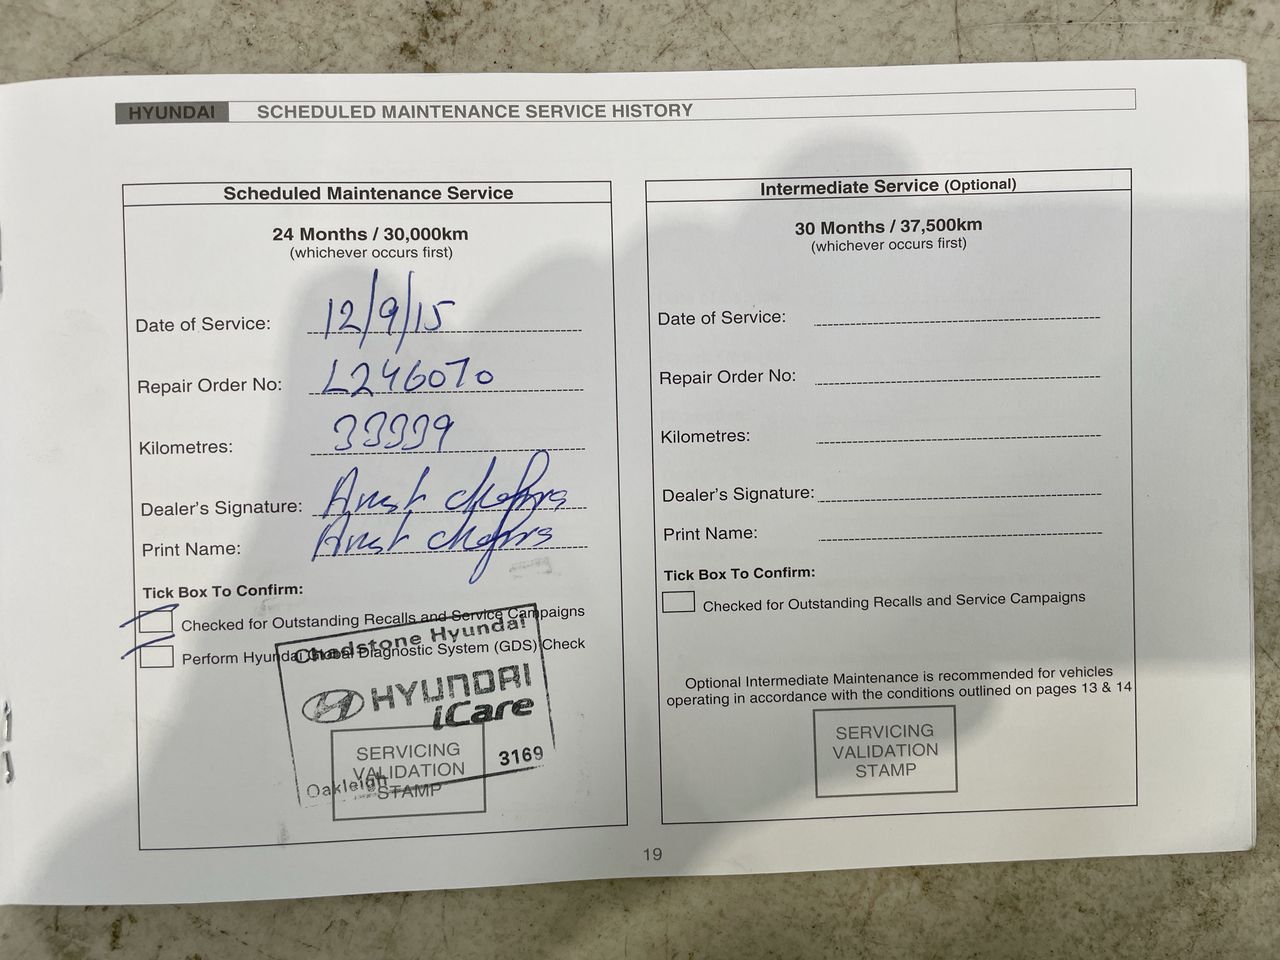 HYUNDAI SCHEDULED MAINTENANCE SERVICE HISTORY
Scheduled Maintenance Service
24 Months / 30,000km
(whichever occurs first)
Date of Service: 12/9/15
Repair Order No: L246070
Kilometres: 33339
Dealer's Signature:
Print Name:
Tick Box To Confirm:
Checked for Outstanding Recalls and Service Campaigns
Perform Hyundai Global Diagnostic System (GDS) Check
Chadstone Hyundai
HYUNDAI
iCare
3169
Oakleigh
SERVICING
VALIDATION
STAMP
Intermediate Service (Optional)
30 Months / 37,500km
(whichever occurs first)
Date of Service:
Repair Order No:
Kilometres:
Dealer's Signature:
Print Name:
Tick Box To Confirm:
Checked for Outstanding Recalls and Service Campaigns
Optional Intermediate Maintenance is recommended for vehicles
operating in accordance with the conditions outlined on pages 13 & 14
SERVICING
VALIDATION
STAMP
19